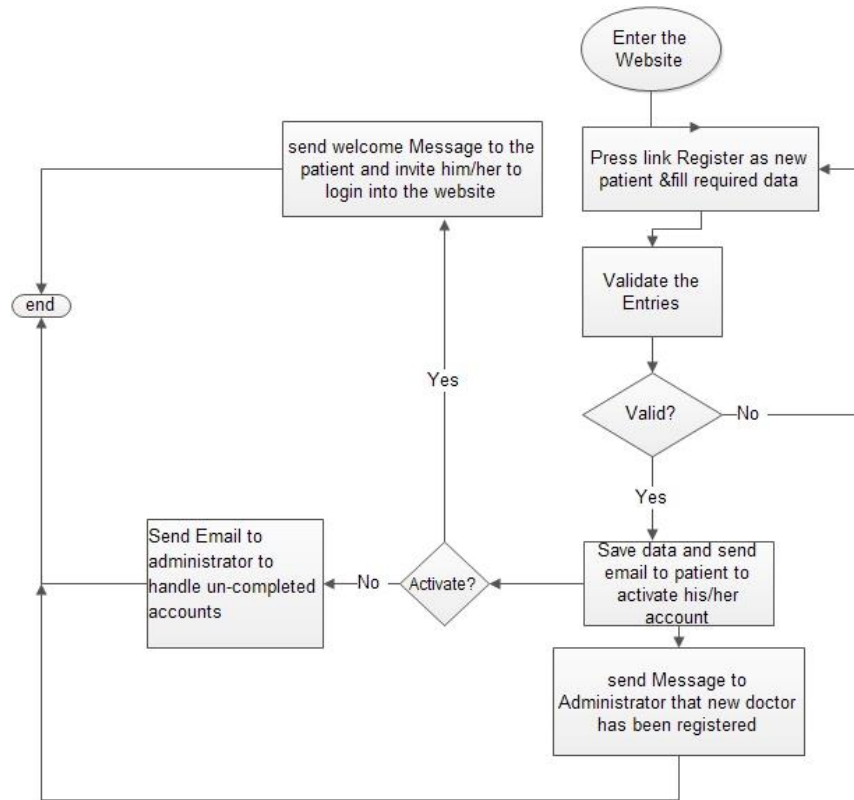 Enter the
Website
send welcome Message to the
patient and invite him/her to
login into the website
Press link Register as new
patient &fill required data
end
Validate the
Entries
Yes
Valid?
No
Yes
Send Email to
administrator to
handle un-completed
accounts
No
Activate?
Save data and send
email to patient to
activate his/her
account
send Message to
Administrator that new doctor
has been registered